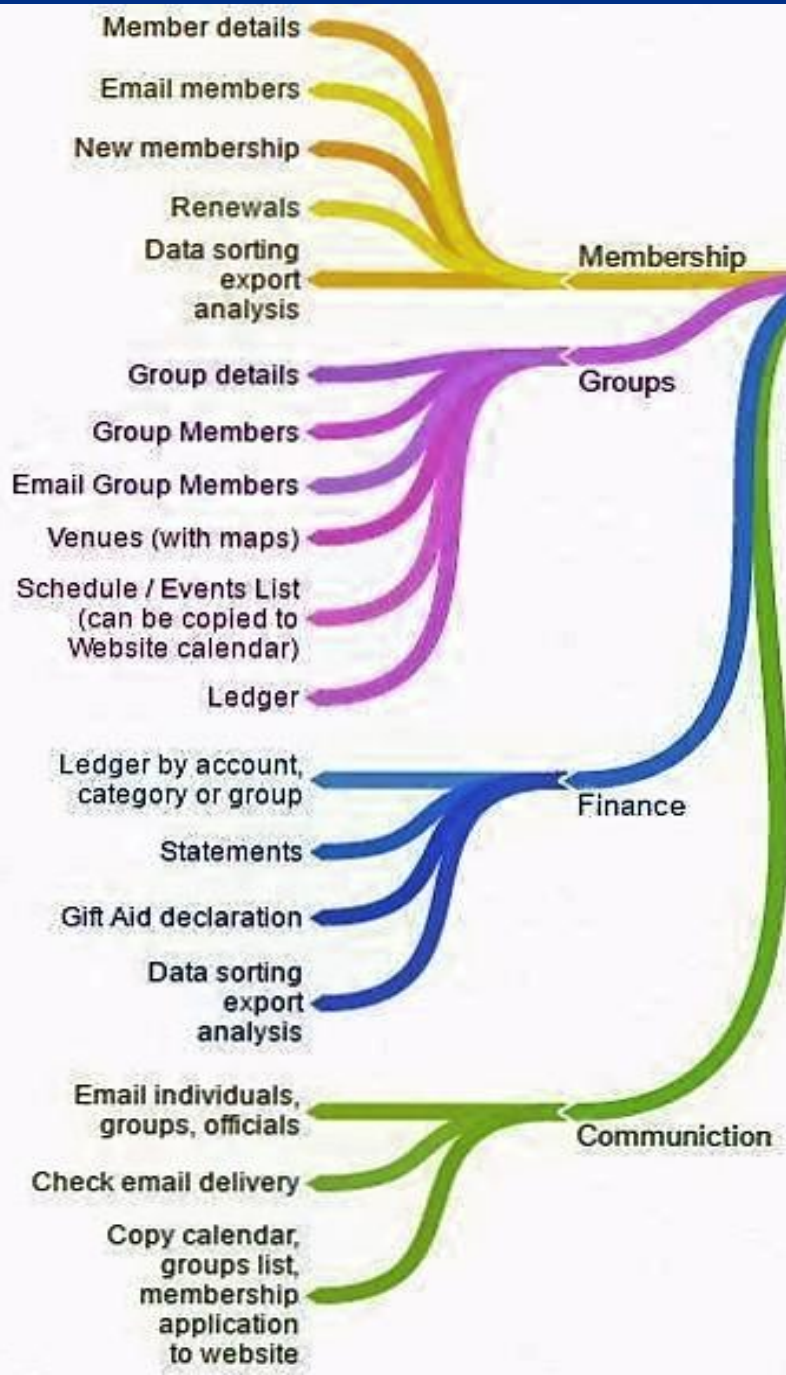 Member details
Email members
New membership
Renewals
Data sorting
export
analysis
Membership
Group details
Group Members
Email Group Members
Venues (with maps)
Schedule / Events List
(can be copied to
Website calendar)
Ledger
Groups
Ledger by account,
category or group
Statements
Gift Aid declaration
Data sorting
export
analysis
Finance
Email individuals,
groups, officials
Check email delivery
Copy calendar,
groups list,
membership
application
to website
Communiction